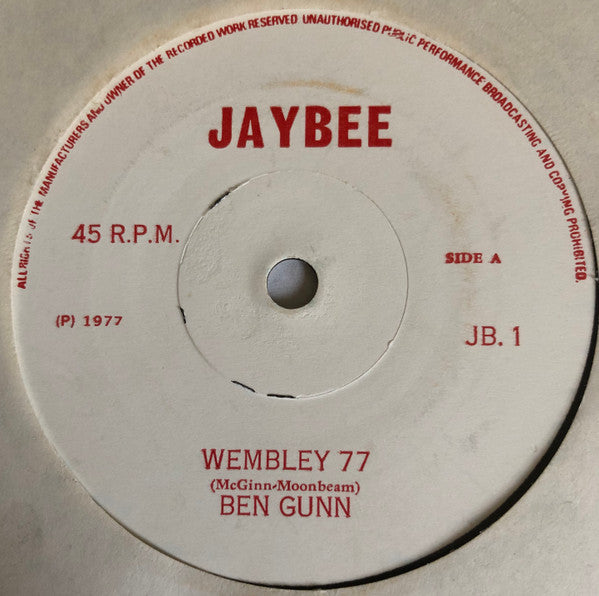 ALL RIGHTS OF THE MANUFACTURERS AND OWNER OF THE RECORDED WORK RESERVED UNAUTHORISED PUBLIC PERFORMANCE BROADCASTING AND COPYING PROHIBITED.
JAYBEE
45 R.P.M.
SIDE A
(P) 1977
JB. 1
WEMBLEY 77
(McGinn-Moonbeam)
BEN GUNN